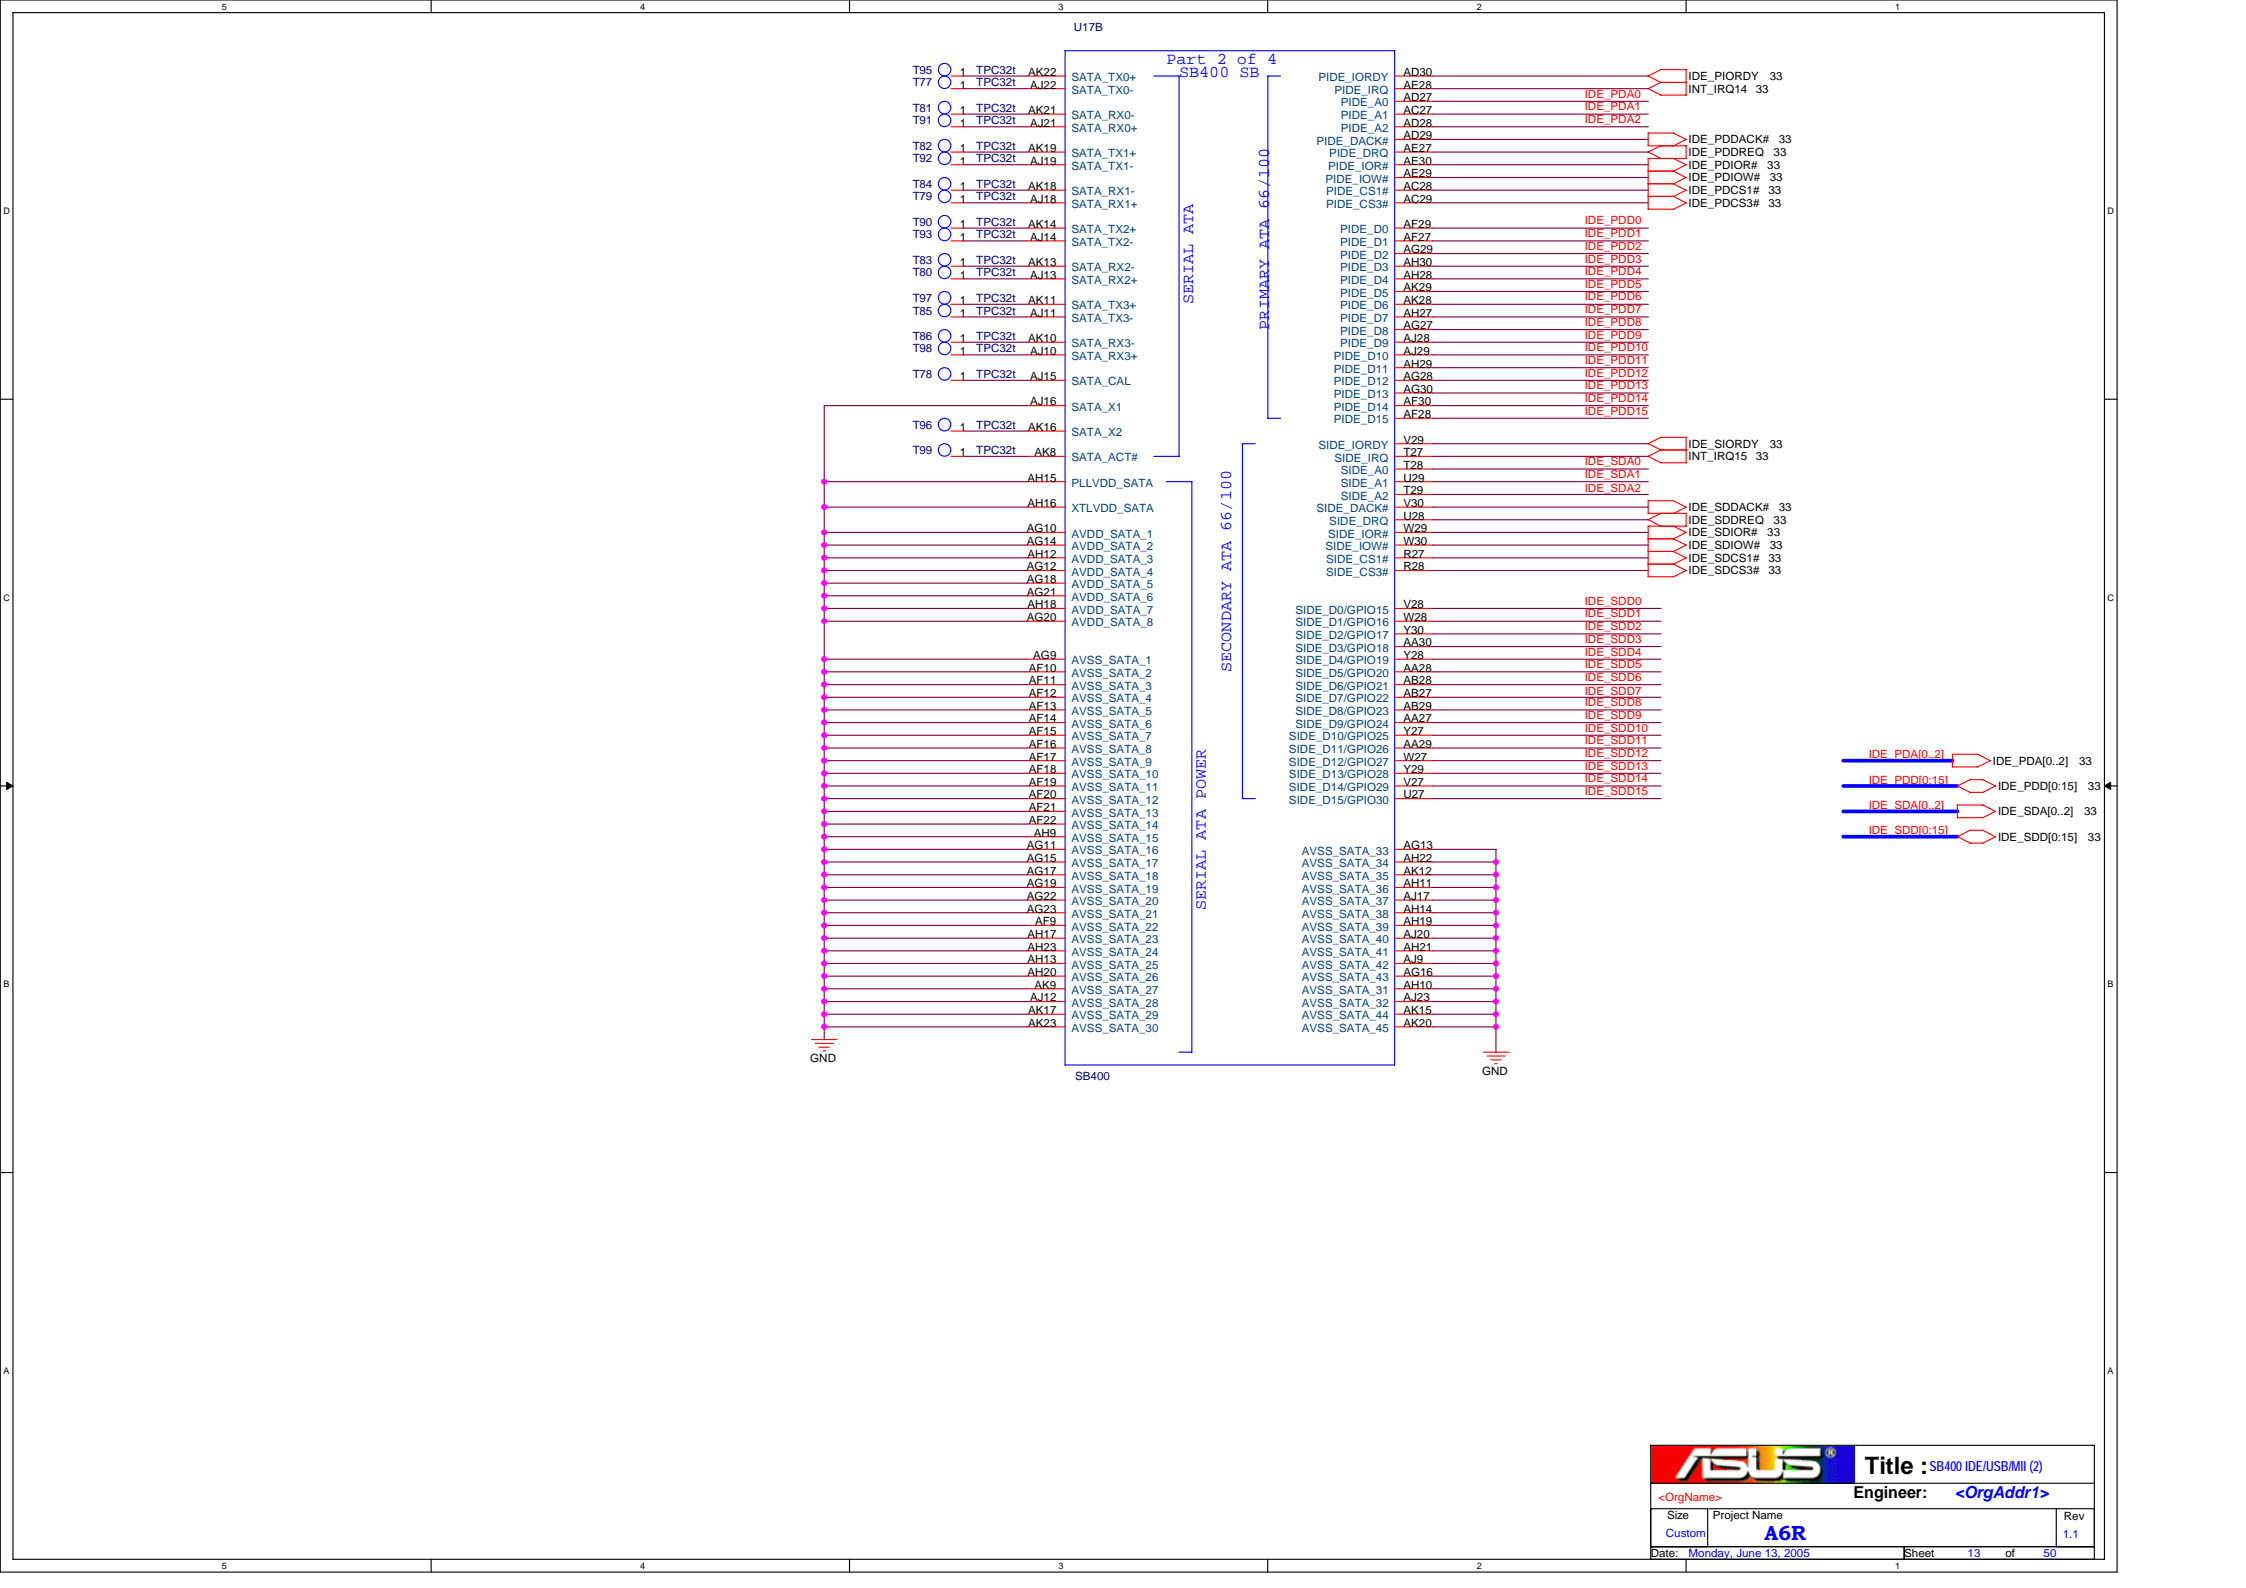 5 4 3 2 1
U17B
Part 2 of 4
SB400 SB
T95 1 TPC32t AK22 SATA_TX0+
T77 1 TPC32t AJ22 SATA_TX0-
T81 1 TPC32t AK21 SATA_RX0-
T91 1 TPC32t AJ21 SATA_RX0+
T82 1 TPC32t AK19 SATA_TX1+
T92 1 TPC32t AJ19 SATA_TX1-
T84 1 TPC32t AK18 SATA_RX1-
T79 1 TPC32t AJ18 SATA_RX1+
T90 1 TPC32t AK14 SATA_TX2+
T93 1 TPC32t AJ14 SATA_TX2-
T83 1 TPC32t AK13 SATA_RX2-
T80 1 TPC32t AJ13 SATA_RX2+
T97 1 TPC32t AK11 SATA_TX3+
T85 1 TPC32t AJ11 SATA_TX3-
T86 1 TPC32t AK10 SATA_RX3-
T98 1 TPC32t AJ10 SATA_RX3+
T78 1 TPC32t AJ15 SATA_CAL
AJ16 SATA_X1
T96 1 TPC32t AK16 SATA_X2
T99 1 TPC32t AK8 SATA_ACT#
SERIAL ATA
AH15 PLLVDD_SATA
AH16 XTLVDD_SATA
AG10 AVDD_SATA_1
AG14 AVDD_SATA_2
AH12 AVDD_SATA_3
AG12 AVDD_SATA_4
AG18 AVDD_SATA_5
AG21 AVDD_SATA_6
AH18 AVDD_SATA_7
AG20 AVDD_SATA_8
AG9 AVSS_SATA_1
AF10 AVSS_SATA_2
AF11 AVSS_SATA_3
AF12 AVSS_SATA_4
AF13 AVSS_SATA_5
AF14 AVSS_SATA_6
AF15 AVSS_SATA_7
AF16 AVSS_SATA_8
AF17 AVSS_SATA_9
AF18 AVSS_SATA_10
AF19 AVSS_SATA_11
AF20 AVSS_SATA_12
AF21 AVSS_SATA_13
AF22 AVSS_SATA_14
AH9 AVSS_SATA_15
AG11 AVSS_SATA_16
AG15 AVSS_SATA_17
AG17 AVSS_SATA_18
AG19 AVSS_SATA_19
AG22 AVSS_SATA_20
AG23 AVSS_SATA_21
AF9 AVSS_SATA_22
AH17 AVSS_SATA_23
AH23 AVSS_SATA_24
AH13 AVSS_SATA_25
AH20 AVSS_SATA_26
AK9 AVSS_SATA_27
AJ12 AVSS_SATA_28
AK17 AVSS_SATA_29
AK23 AVSS_SATA_30
SERIAL ATA POWER
GND
SB400
PRIMARY ATA 66/100
PIDE_IORDY AD30 IDE_PIORDY 33
PIDE_IRQ AE28 INT_IRQ14 33
PIDE_A0 AD27 IDE_PDA0
PIDE_A1 AC27 IDE_PDA1
PIDE_A2 AD28 IDE_PDA2
PIDE_DACK# AD29 IDE_PDDACK# 33
PIDE_DRQ AE27 IDE_PDDREQ 33
PIDE_IOR# AE30 IDE_PDIOR# 33
PIDE_IOW# AE29 IDE_PDIOW# 33
PIDE_CS1# AC28 IDE_PDCS1# 33
PIDE_CS3# AC29 IDE_PDCS3# 33
PIDE_D0 AF29 IDE_PDD0
PIDE_D1 AF27 IDE_PDD1
PIDE_D2 AG29 IDE_PDD2
PIDE_D3 AH30 IDE_PDD3
PIDE_D4 AH28 IDE_PDD4
PIDE_D5 AK29 IDE_PDD5
PIDE_D6 AK28 IDE_PDD6
PIDE_D7 AH27 IDE_PDD7
PIDE_D8 AG27 IDE_PDD8
PIDE_D9 AJ28 IDE_PDD9
PIDE_D10 AJ29 IDE_PDD10
PIDE_D11 AH29 IDE_PDD11
PIDE_D12 AG28 IDE_PDD12
PIDE_D13 AG30 IDE_PDD13
PIDE_D14 AF30 IDE_PDD14
PIDE_D15 AF28 IDE_PDD15
SECONDARY ATA 66/100
SIDE_IORDY V29 IDE_SIORDY 33
SIDE_IRQ T27 INT_IRQ15 33
SIDE_A0 T28 IDE_SDA0
SIDE_A1 U29 IDE_SDA1
SIDE_A2 T29 IDE_SDA2
SIDE_DACK# V30 IDE_SDDACK# 33
SIDE_DRQ U28 IDE_SDDREQ 33
SIDE_IOR# W29 IDE_SDIOR# 33
SIDE_IOW# W30 IDE_SDIOW# 33
SIDE_CS1# R27 IDE_SDCS1# 33
SIDE_CS3# R28 IDE_SDCS3# 33
SIDE_D0/GPIO15 V28 IDE_SDD0
SIDE_D1/GPIO16 W28 IDE_SDD1
SIDE_D2/GPIO17 Y30 IDE_SDD2
SIDE_D3/GPIO18 AA30 IDE_SDD3
SIDE_D4/GPIO19 Y28 IDE_SDD4
SIDE_D5/GPIO20 AA28 IDE_SDD5
SIDE_D6/GPIO21 AB28 IDE_SDD6
SIDE_D7/GPIO22 AB27 IDE_SDD7
SIDE_D8/GPIO23 AB29 IDE_SDD8
SIDE_D9/GPIO24 AA27 IDE_SDD9
SIDE_D10/GPIO25 Y27 IDE_SDD10
SIDE_D11/GPIO26 AA29 IDE_SDD11
SIDE_D12/GPIO27 W27 IDE_SDD12
SIDE_D13/GPIO28 Y29 IDE_SDD13
SIDE_D14/GPIO29 V27 IDE_SDD14
SIDE_D15/GPIO30 U27 IDE_SDD15
AVSS_SATA_33 AG13
AVSS_SATA_34 AH22
AVSS_SATA_35 AK12
AVSS_SATA_36 AH11
AVSS_SATA_37 AJ17
AVSS_SATA_38 AH14
AVSS_SATA_39 AH19
AVSS_SATA_40 AJ20
AVSS_SATA_41 AH21
AVSS_SATA_42 AJ9
AVSS_SATA_43 AG16
AVSS_SATA_31 AH10
AVSS_SATA_32 AJ23
AVSS_SATA_44 AK15
AVSS_SATA_45 AK20
GND
IDE_PDA[0..2] IDE_PDA[0..2] 33
IDE_PDD[0:15] IDE_PDD[0:15] 33
IDE_SDA[0..2] IDE_SDA[0..2] 33
IDE_SDD[0:15] IDE_SDD[0:15] 33
D D
C C
B B
A A
ASUS ®
Title : SB400 IDE/USB/MII (2)
<OrgName> Engineer: <OrgAddr1>
Size Project Name Rev
Custom A6R 1.1
Date: Monday, June 13, 2005 Sheet 13 of 50
5 4 3 2 1